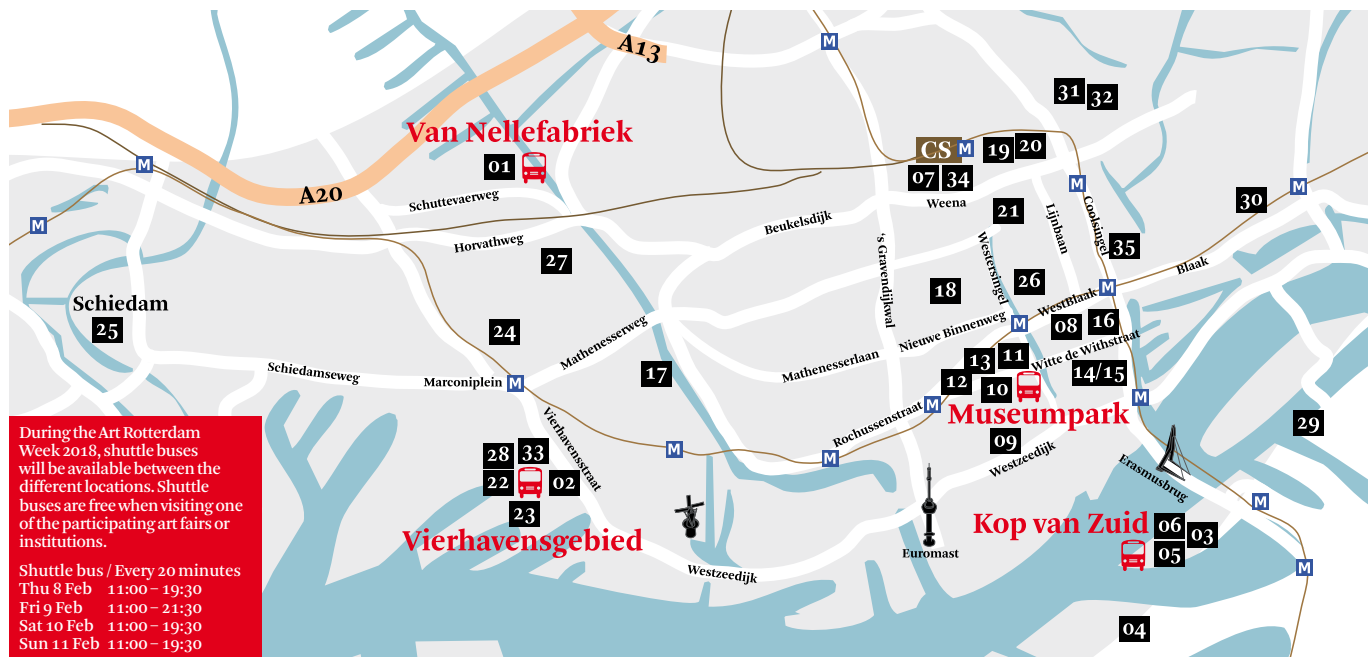 A13
M
31
32
Van Nellefabriek
01
M
A20
CS
M
19
20
07
34
Weena
M
M
30
M
Schuttevaerweg
Horvathweg
27
Beukelsdijk
's Gravendijkwal
21
Westersingel
Lijnbaan
Coolsingel
35
Blaak
Schiedam
25
24
Mathenesserweg
18
26
WestBlaak
M
Nieuwe Binnenweg
M
08
16
Witte de Withstraat
Schiedamseweg
Marconiplein
M
17
Mathenesserlaan
13
11
12
10
14/15
M
Museumpark
Rochussenstraat
M
09
Westzeedijk
29
Vierhavensstraat
28
33
22
02
23
Vierhavensgebied
M
M
Erasmusbrug
M
Kop van Zuid
06
03
05
Euromast
Westzeedijk
M
04
During the Art Rotterdam
Week 2018, shuttle buses
will be available between the
different locations. Shuttle
buses are free when visiting one
of the participating art fairs or
institutions.
Shuttle bus / Every 20 minutes
Thu 8 Feb 11:00 – 19:30
Fri 9 Feb 11:00 – 21:30
Sat 10 Feb 11:00 – 19:30
Sun 11 Feb 11:00 – 19:30